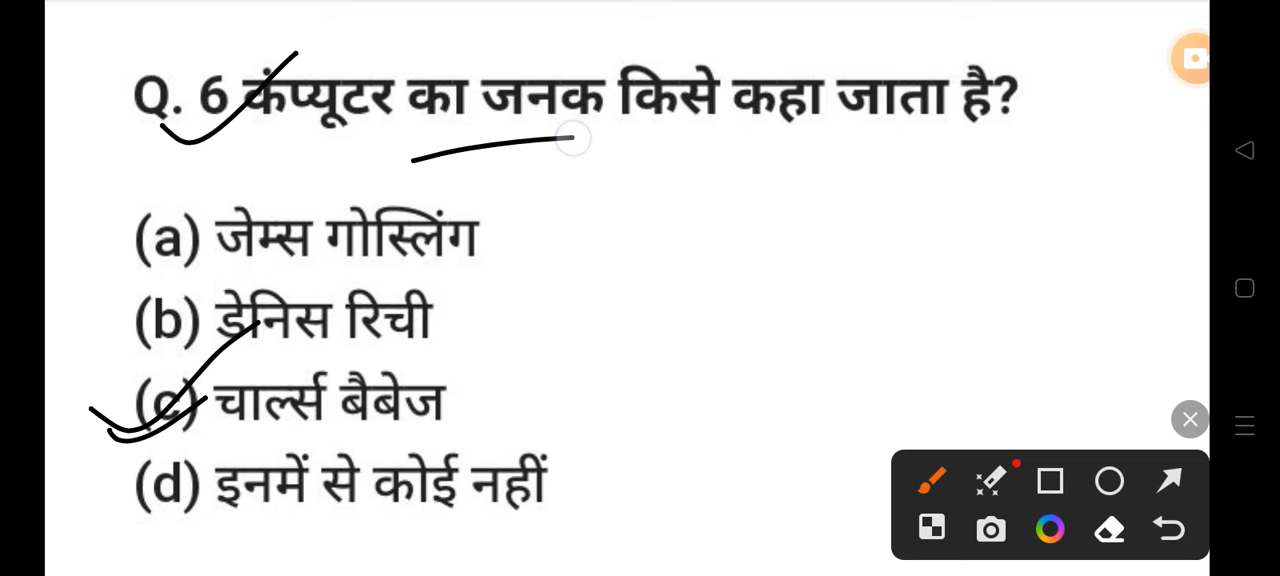 Q. 6 कंप्यूटर का जनक किसे कहा जाता है?
(a) जेम्स गोस्लिंग
(b) डेनिस रिची
(c) चार्ल्स बैबेज
(d) इनमें से कोई नहीं